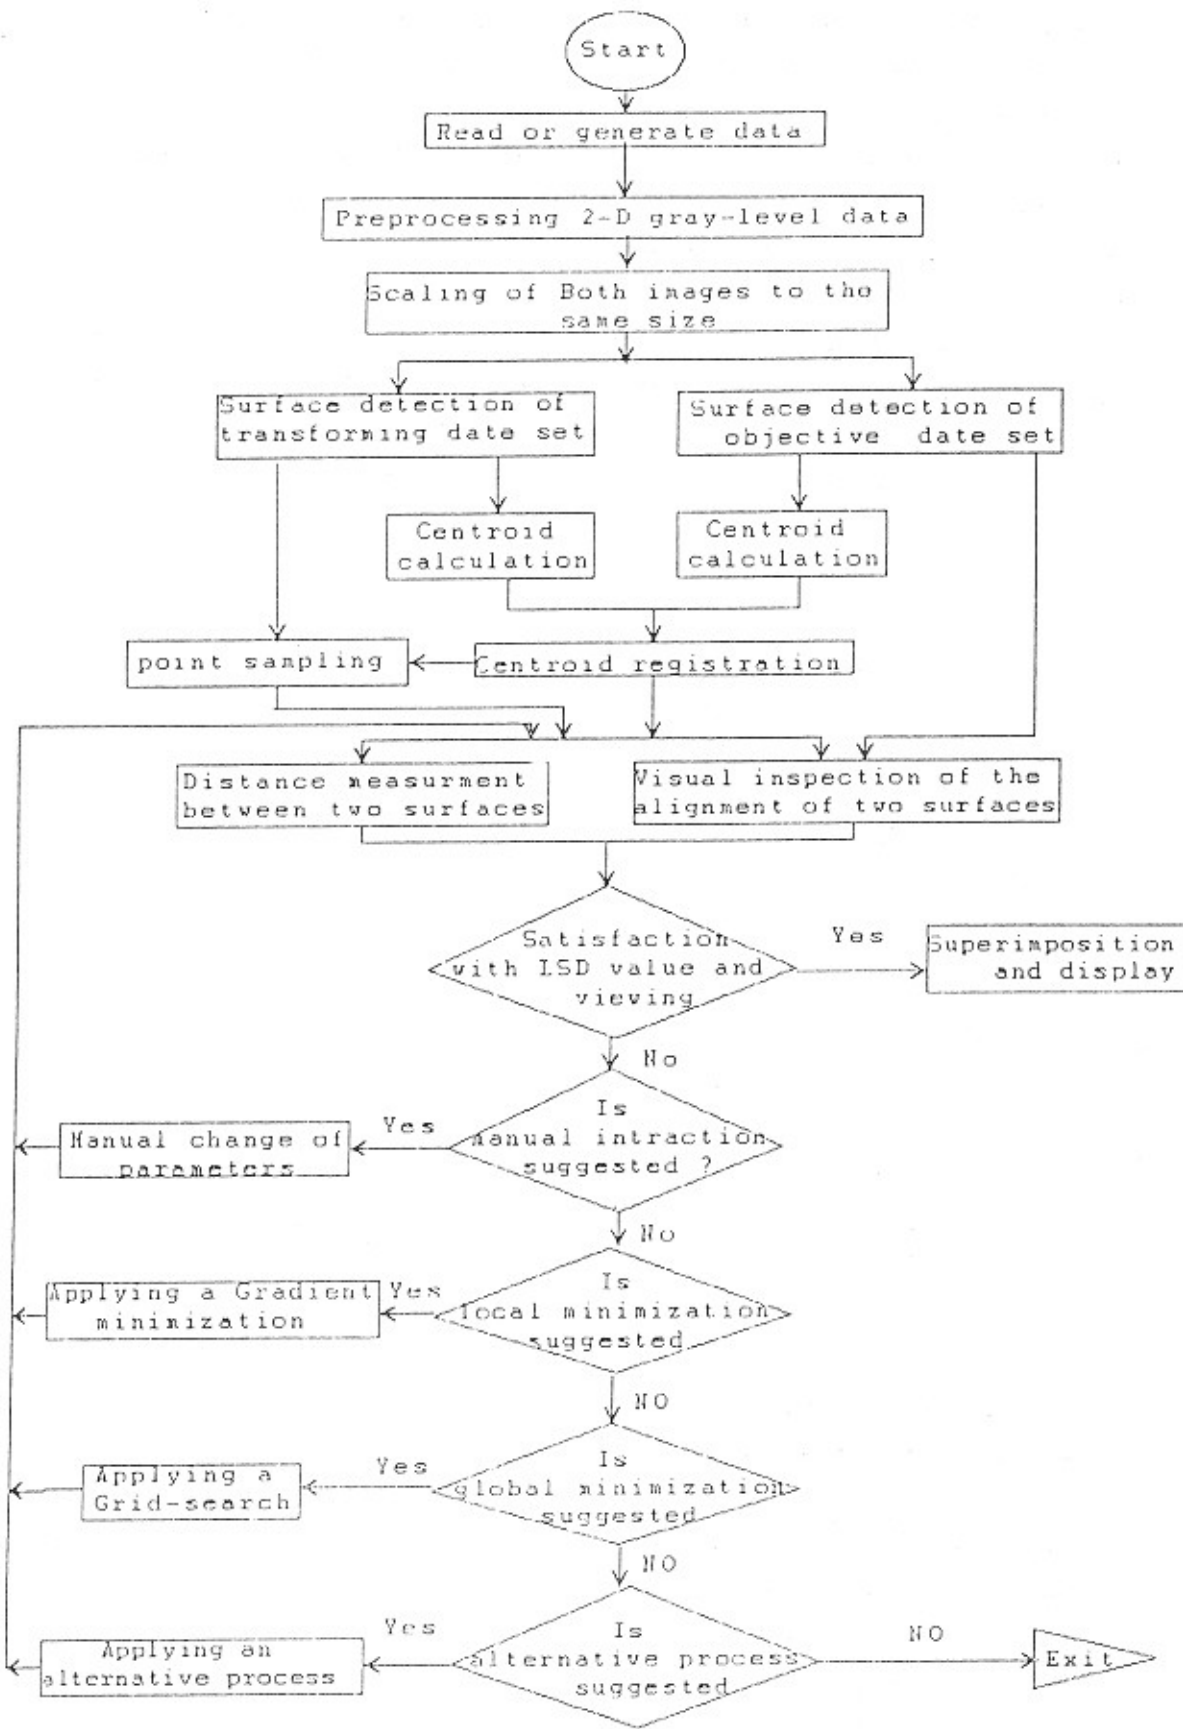 Start
Read or generate data
Preprocessing 2-D gray-level data
Scaling of Both images to the
same size
Surface detection of
transforming date set
Surface detection of
objective date set
Centroid
calculation
Centroid
calculation
point sampling
Centroid registration
Distance measurment
between two surfaces
Visual inspection of the
alignment of two surfaces
Satisfaction
with LSD value and
viewing
Yes
Superimposition
and display
No
Is
manual intraction
suggested ?
Yes
Manual change of
parameters
No
Is
local minimization
suggested
Yes
Applying a Gradient
minimization
NO
Is
global minimization
suggested
Yes
Applying a
Grid-search
NO
Is
alternative process
suggested
Yes
Applying an
alternative process
NO
Exit